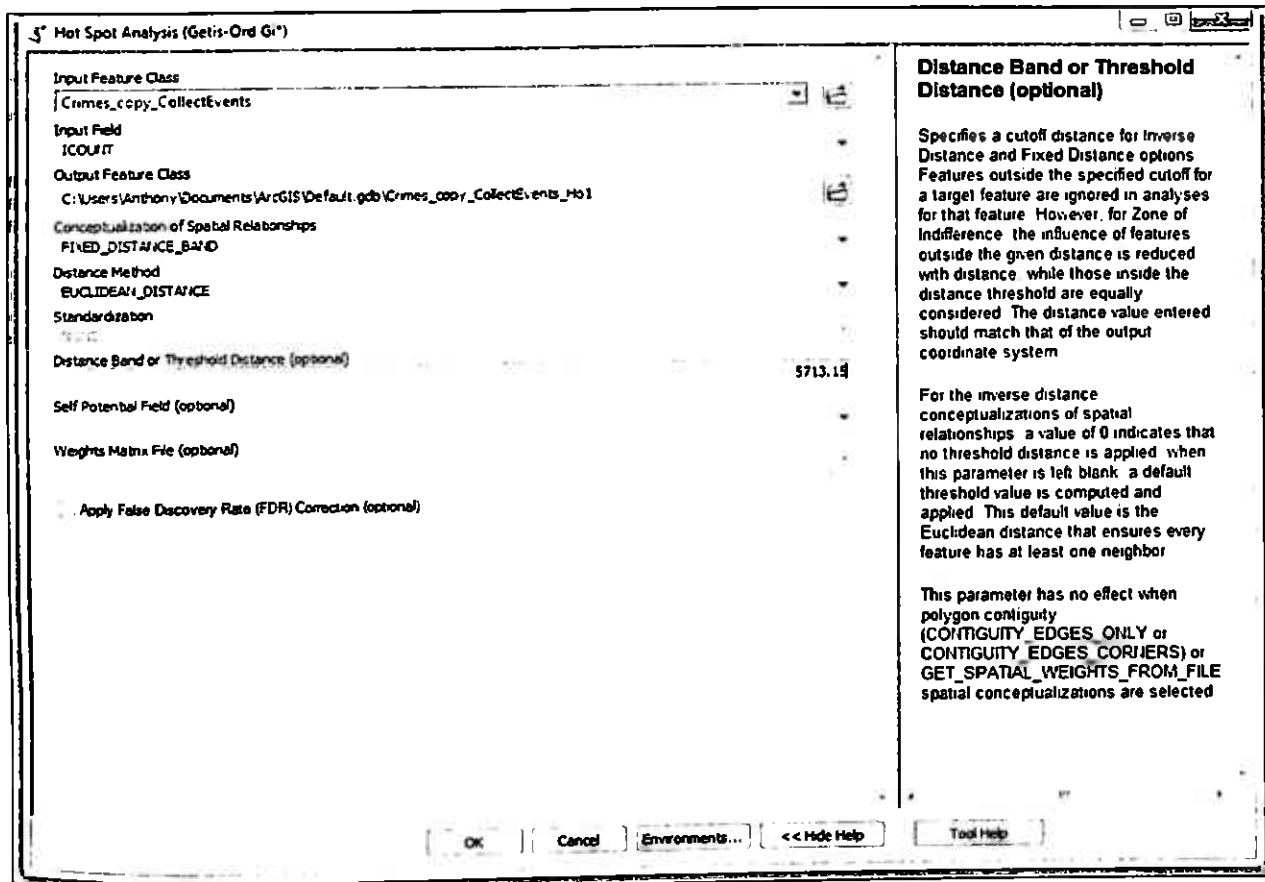 Hot Spot Analysis (Getis-Ord Gi*)
Input Feature Class
Crimes_copy_CollectEvents
Input Field
ICOUNT
Output Feature Class
C:\Users\Anthony\Documents\ArcGIS\Default.gdb\Crimes_copy_CollectEvents_Ho1
Conceptualization of Spatial Relationships
FIXED_DISTANCE_BAND
Distance Method
EUCLIDEAN_DISTANCE
Standardization
Distance Band or Threshold Distance (optional)
5713.15
Self Potential Field (optional)
Weights Matrix File (optional)
Apply False Discovery Rate (FDR) Correction (optional)
OK
Cancel
Environments...
<< Hide Help
Distance Band or Threshold
Distance (optional)
Specifies a cutoff distance for Inverse
Distance and Fixed Distance options
Features outside the specified cutoff for
a target feature are ignored in analyses
for that feature However, for Zone of
Indifference the influence of features
outside the given distance is reduced
with distance while those inside the
distance threshold are equally
considered The distance value entered
should match that of the output
coordinate system
For the inverse distance
conceptualizations of spatial
relationships a value of 0 indicates that
no threshold distance is applied when
this parameter is left blank a default
threshold value is computed and
applied This default value is the
Euclidean distance that ensures every
feature has at least one neighbor
This parameter has no effect when
polygon contiguity
(CONTIGUITY_EDGES_ONLY or
CONTIGUITY_EDGES_CORNERS) or
GET_SPATIAL_WEIGHTS_FROM_FILE
spatial conceptualizations are selected
Tool Help